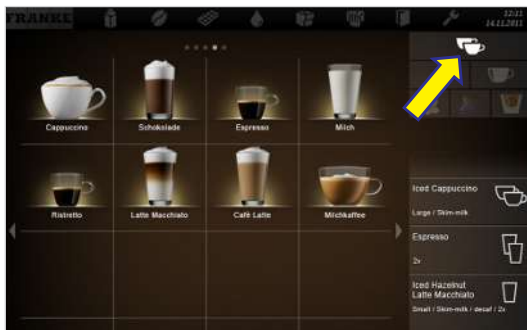 FRANKE
12:11
14.11.2011
Cappuccino
Schokolade
Espresso
Milch
Ristretto
Latte Macchiato
Café Latte
Milchkaffee
Iced Cappuccino
Large / Skim-milk
Espresso
2x
Iced Hazelnut
Latte Macchiato
Small / Skim-milk / decaf / 2x